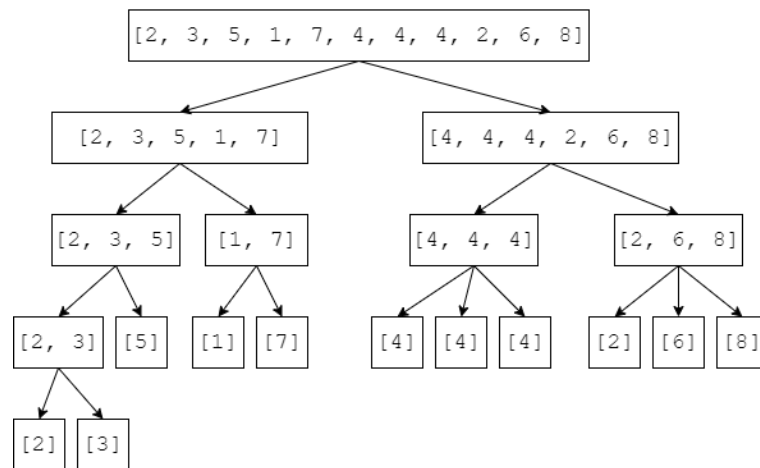 [2, 3, 5, 1, 7, 4, 4, 4, 2, 6, 8]
[2, 3, 5, 1, 7]
[4, 4, 4, 2, 6, 8]
[2, 3, 5]
[1, 7]
[4, 4, 4]
[2, 6, 8]
[2, 3]
[5]
[1]
[7]
[4]
[4]
[4]
[2]
[6]
[8]
[2]
[3]